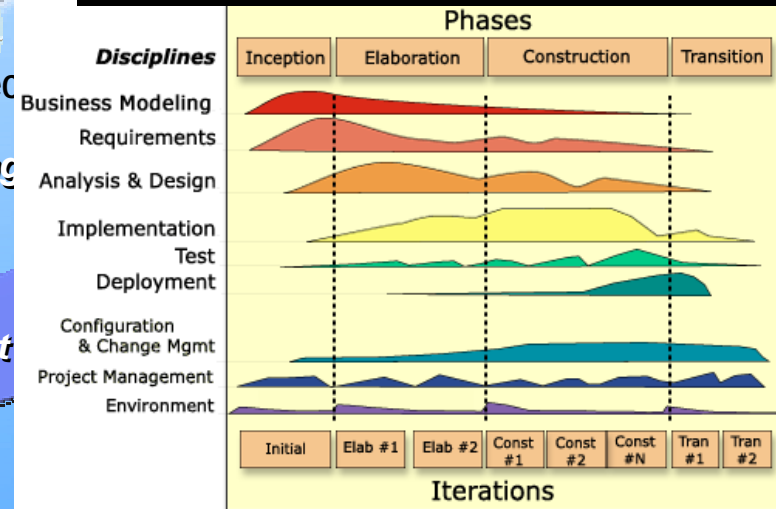 Phases
Disciplines
Inception Elaboration Construction Transition
Business Modeling
Requirements
Analysis & Design
Implementation
Test
Deployment
Configuration
& Change Mgmt
Project Management
Environment
Initial Elab #1 Elab #2 Const #1 Const #2 Const #N Tran #1 Tran #2
Iterations